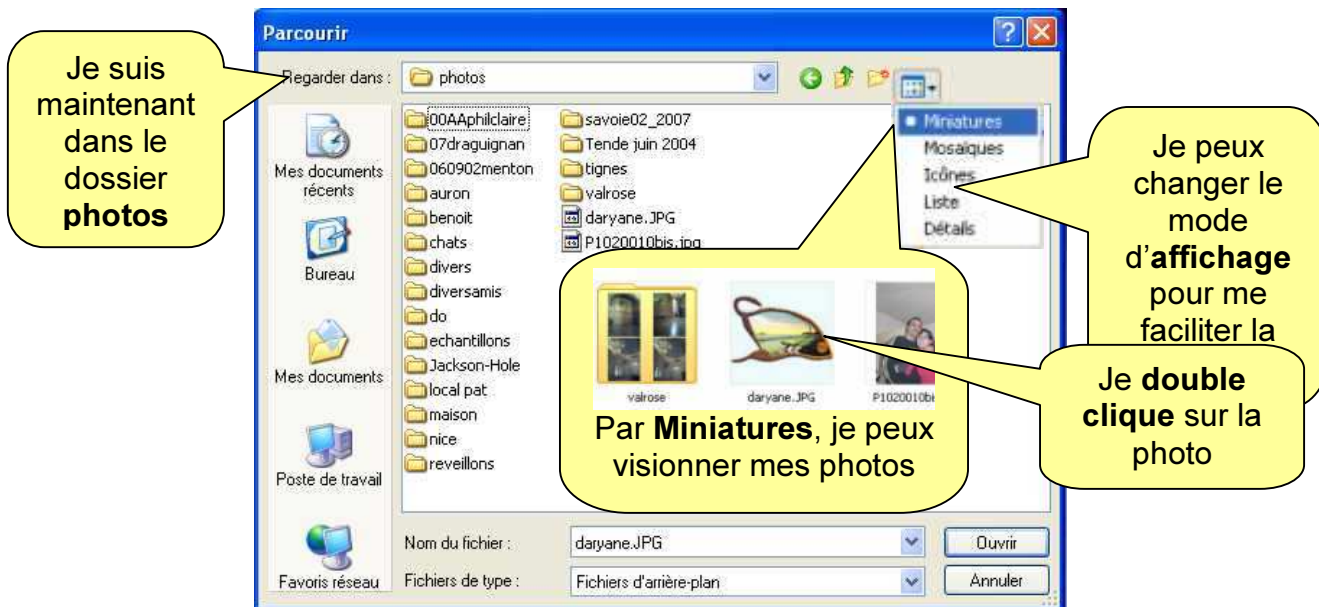 Parcourir
Je suis
maintenant
dans le
dossier
photos
Regarder dans :
photos
Mes documents
récents
Bureau
Mes documents
Poste de travail
Favoris réseau
00AAphilclaire
07draguignan
060902menton
auron
benoit
chats
divers
diversamis
do
echantillons
Jackson-Hole
local pat
maison
nice
reveillons
savoie02_2007
Tende juin 2004
tignes
valrose
daryane.JPG
P1020010bis.jpg
Miniatures
Mosaïques
Icônes
Liste
Détails
Je peux
changer le
mode
d'affichage
pour me
faciliter la
valrose
daryane.JPG
P1020010bi
Par Miniatures, je peux
visionner mes photos
Je double
clique sur la
photo
Nom du fichier :
daryane.JPG
Ouvrir
Fichiers de type :
Fichiers d'arrière-plan
Annuler